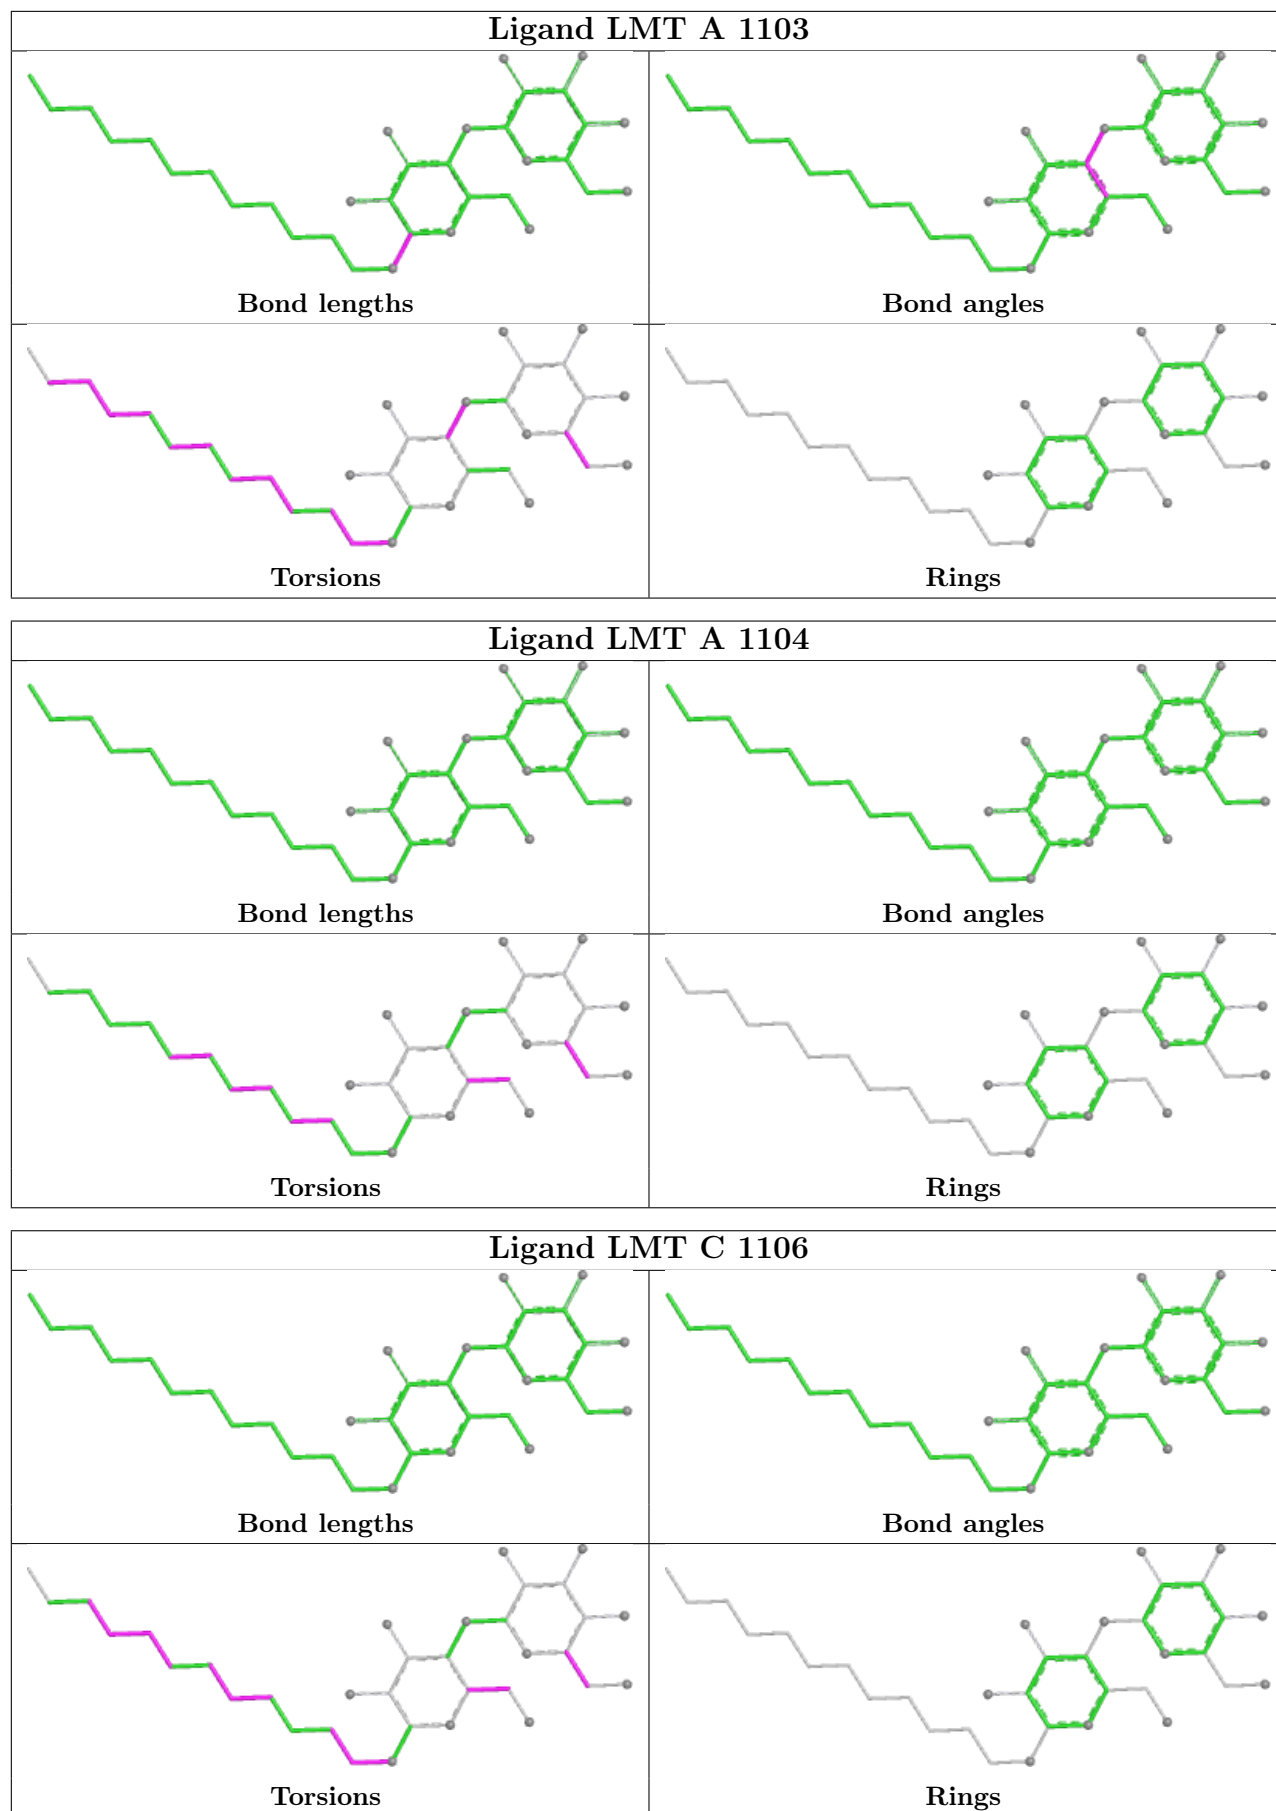 Ligand LMT A 1103
Bond lengths
Bond angles
Torsions
Rings
Ligand LMT A 1104
Bond lengths
Bond angles
Torsions
Rings
Ligand LMT C 1106
Bond lengths
Bond angles
Torsions
Rings